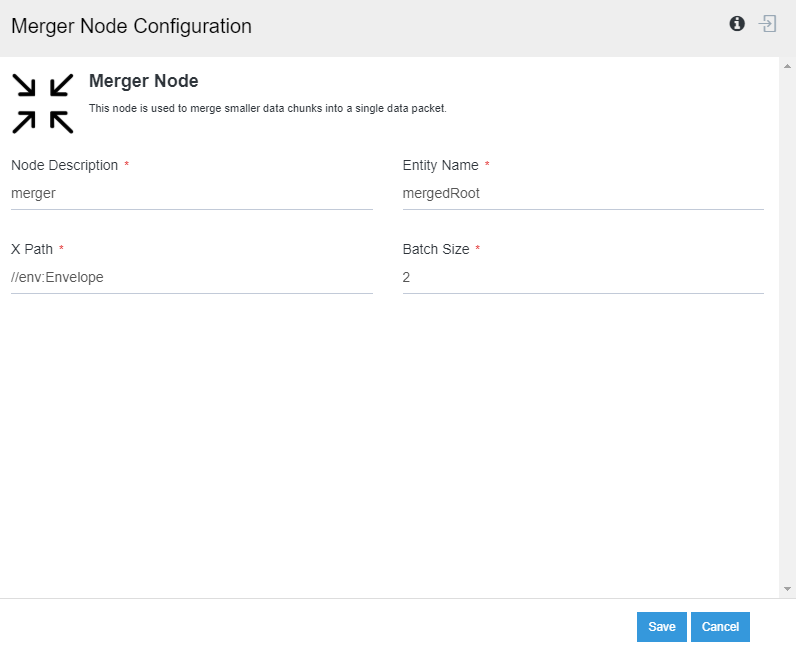 Merger Node Configuration
Merger Node
This node is used to merge smaller data chunks into a single data packet.
Node Description *
merger
Entity Name *
mergedRoot
X Path *
//env:Envelope
Batch Size *
2
Save
Cancel